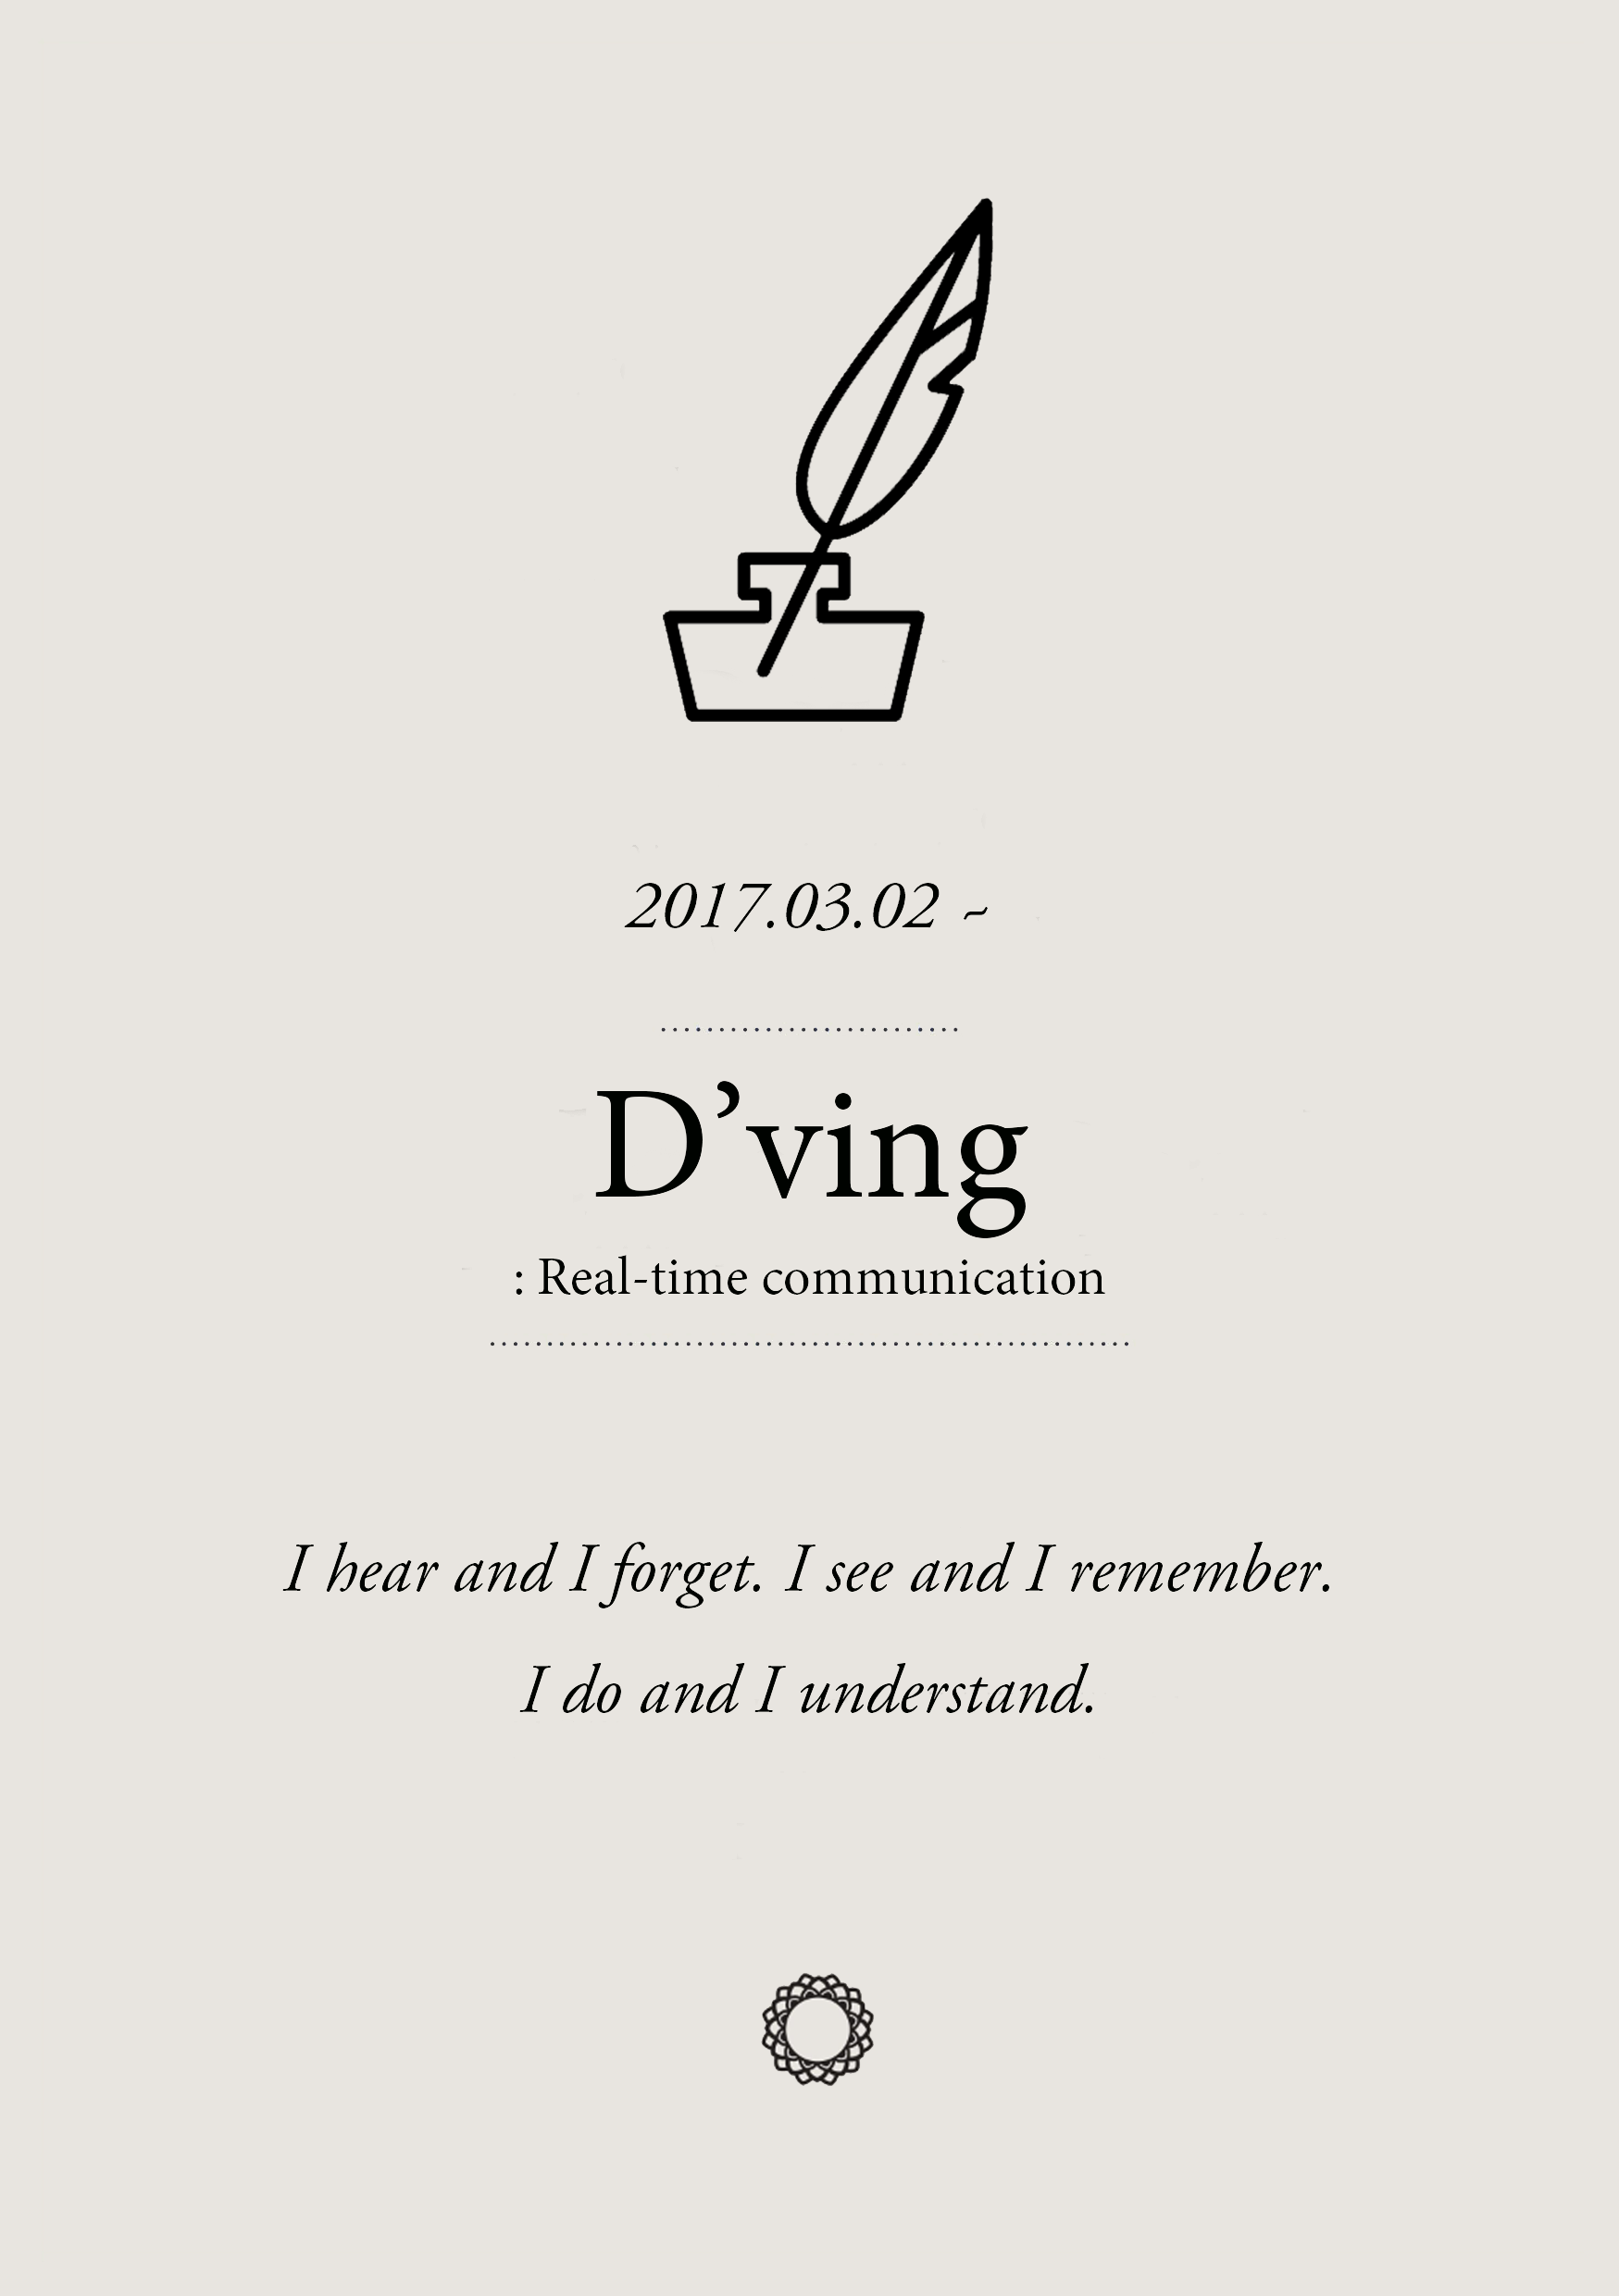 2017.03.02 ~
D’ving
: Real-time communication
I hear and I forget. I see and I remember.
I do and I understand.